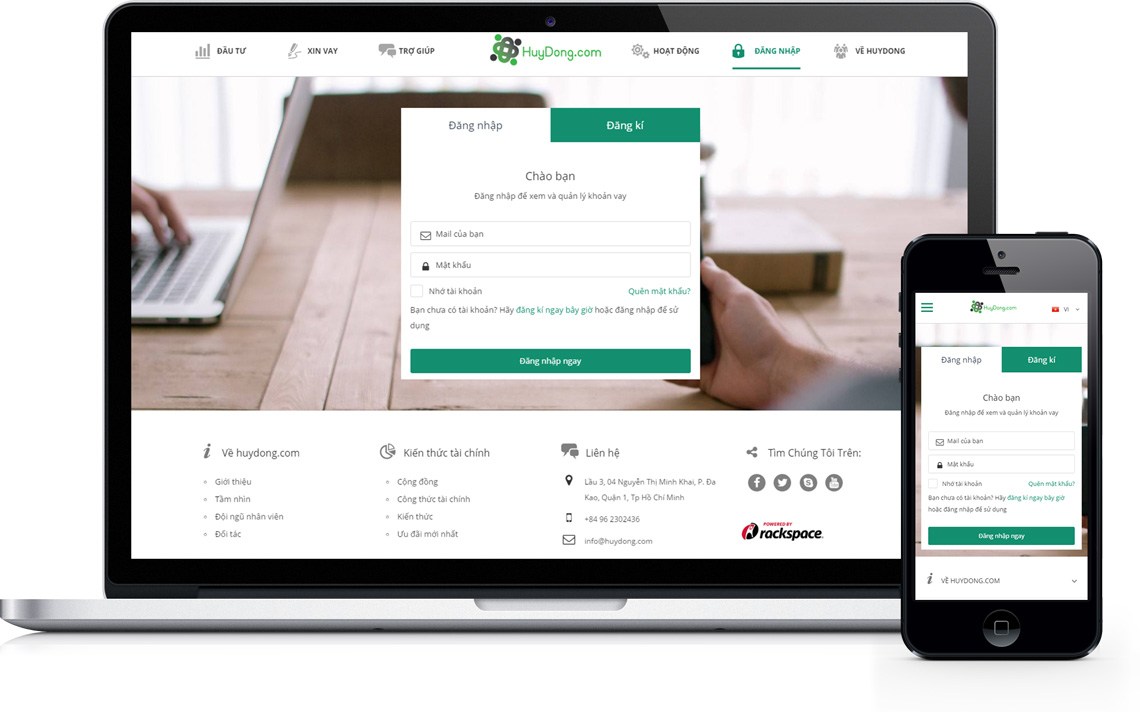 ĐẦU TƯ
XIN VAY
TRỢ GIÚP
HuyDong.com
HOẠT ĐỘNG
ĐĂNG NHẬP
VỀ HUYDONG
Đăng nhập
Đăng kí
Chào bạn
Đăng nhập để xem và quản lý khoản vay
Mail của bạn
Mật khẩu
Nhớ tài khoản
Quên mật khẩu?
Bạn chưa có tài khoản? Hãy đăng kí ngay bây giờ hoặc đăng nhập để sử
dụng
Đăng nhập ngay
Về huydong.com
Giới thiệu
Tầm nhìn
Đội ngũ nhân viên
Đối tác
Kiến thức tài chính
Cộng đồng
Công thức tài chính
Kiến thức
Ưu đãi mới nhất
Liên hệ
Lầu 3, 04 Nguyễn Thị Minh Khai, P. Đa
Kao, Quận 1, Tp Hồ Chí Minh
+84 96 2302436
info@huydong.com
Tìm Chúng Tôi Trên:
POWERED BY
rackspace
HuyDong.com
VI
Đăng nhập
Đăng kí
Chào bạn
Đăng nhập để xem và quản lý khoản vay
Mail của bạn
Mật khẩu
Nhớ tài khoản
Quên mật khẩu?
Bạn chưa có tài khoản? Hãy đăng kí ngay bây giờ
hoặc đăng nhập để sử dụng
Đăng nhập ngay
VỀ HUYDONG.COM